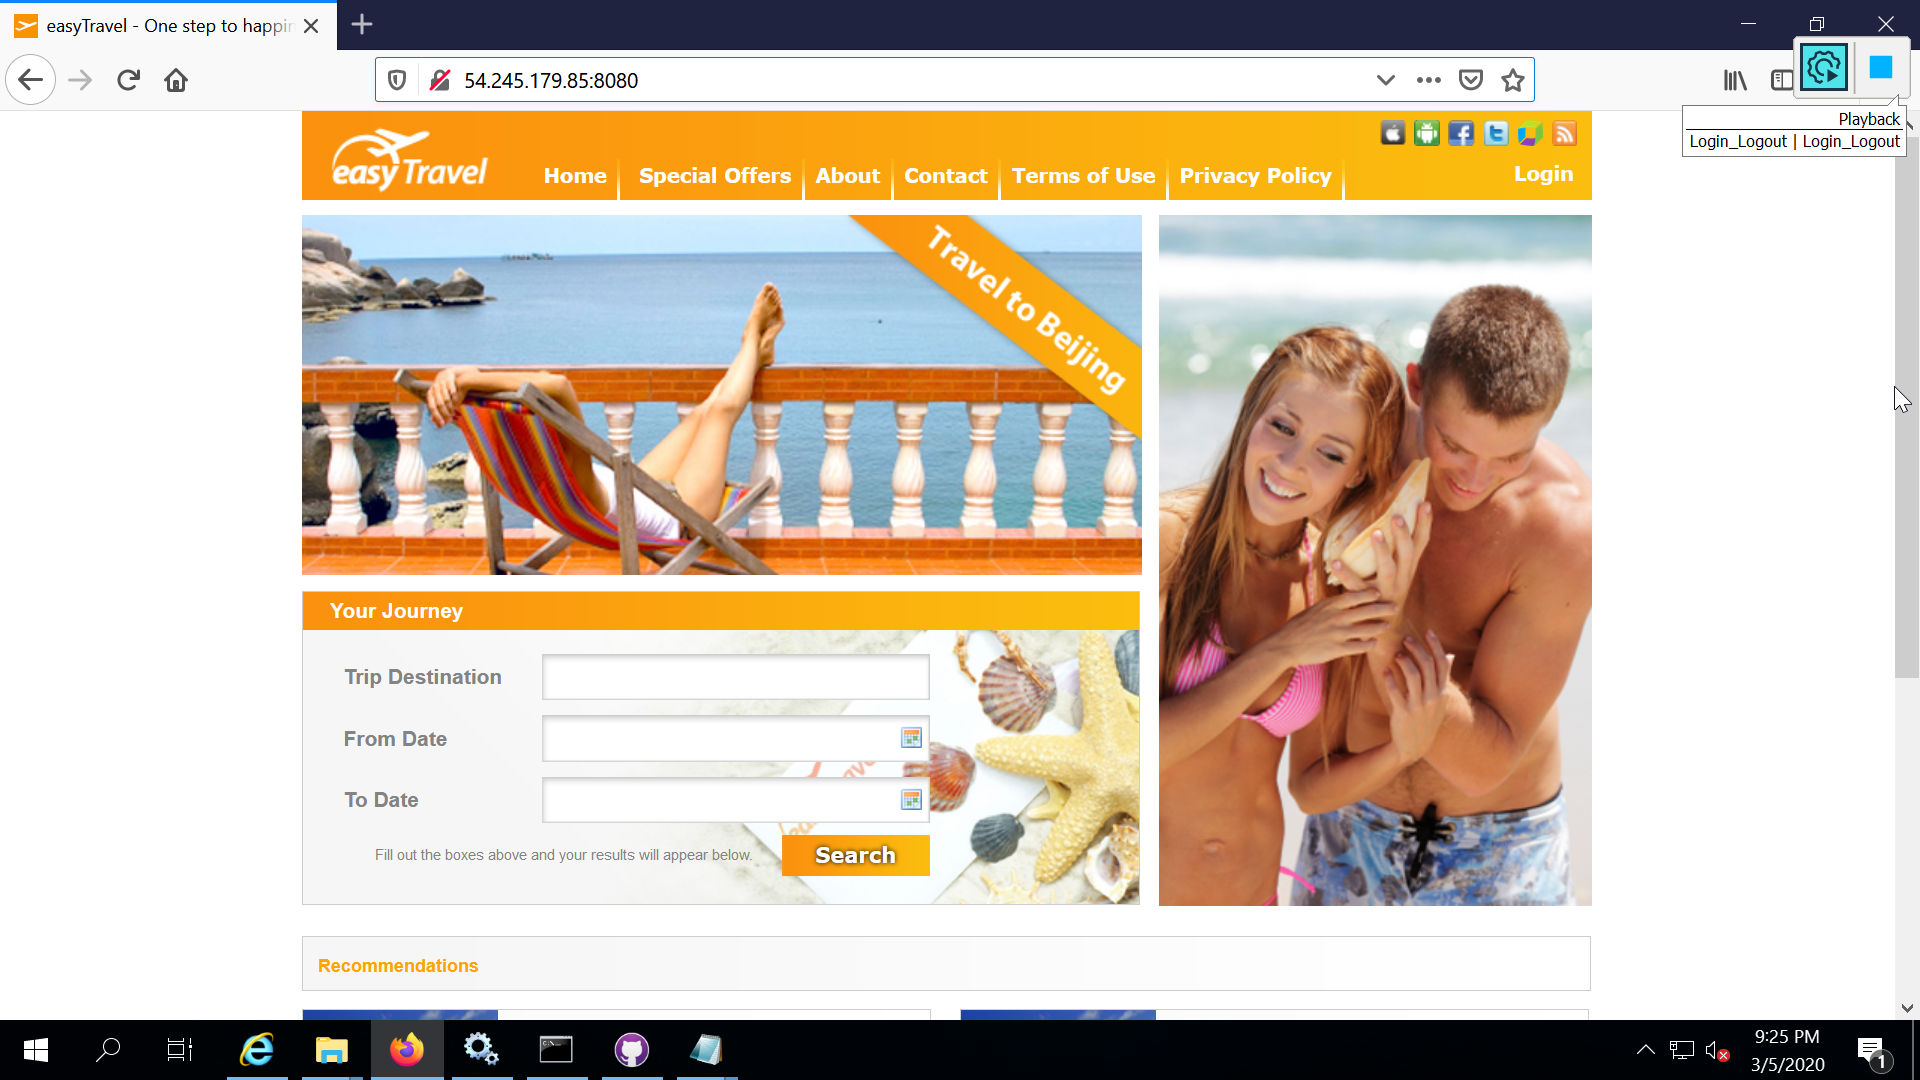 easyTravel - One step to happin
54.245.179.85:8080
Playback
Login_Logout | Login_Logout
easyTravel
Home
Special Offers
About
Contact
Terms of Use
Privacy Policy
Login
Travel to Beijing
Your Journey
Trip Destination
From Date
To Date
Fill out the boxes above and your results will appear below.
Search
Recommendations
9:25 PM
3/5/2020
1